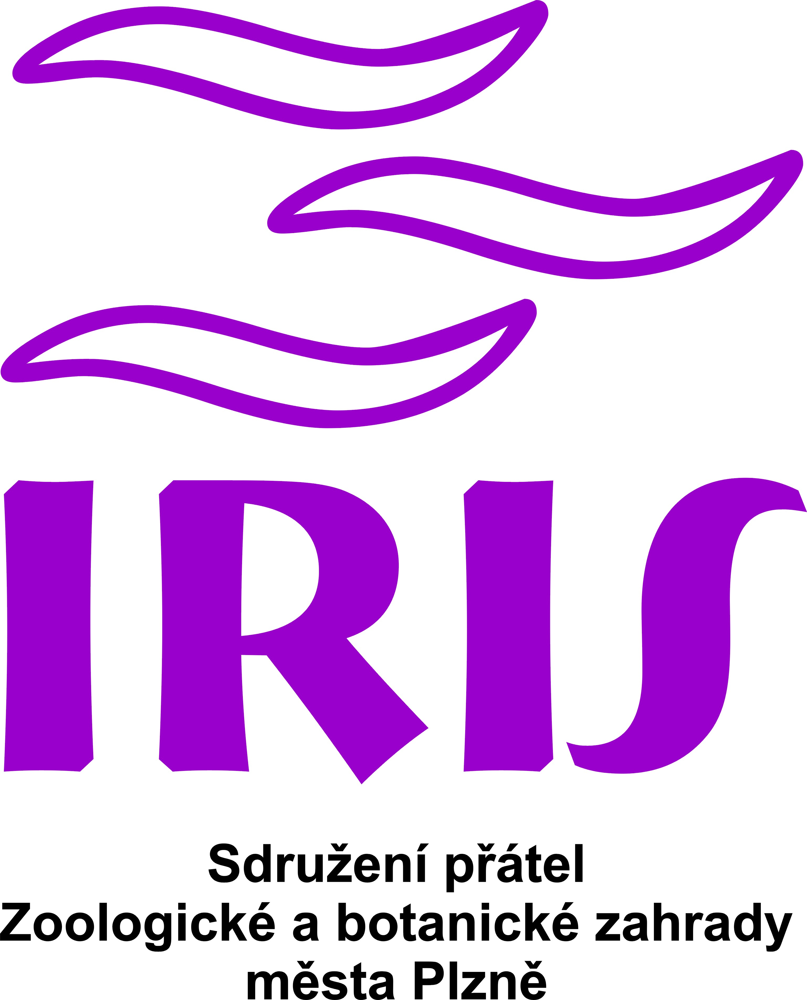 IRIS
Sdružení přátel
Zoologické a botanické zahrady
města Plzně